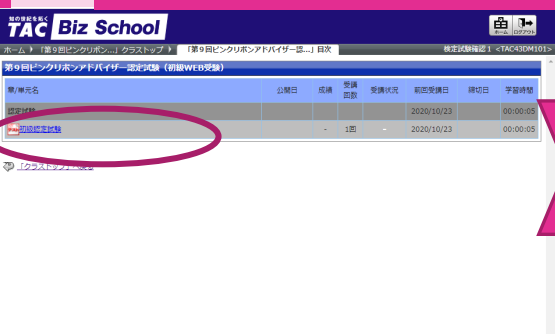 知の登紀を拓く
TAC Biz School
ホーム ログアウト
ホーム 「第9回ピンクリボン...」クラストップ 「第9回ピンクリボンアドバイザー認...」目次 検定試験確認1 <TAC43DM101>
第9回ピンクリボンアドバイザー認定試験（初級WEB受験）
章/単元名 公開日 成績 受講回数 受講状況 前回受講日 締切日 学習時間
認定試験 2020/10/23 00:00:05
初級認定試験 - 1回 - 2020/10/23 00:00:05
「クラストップ」へ戻る